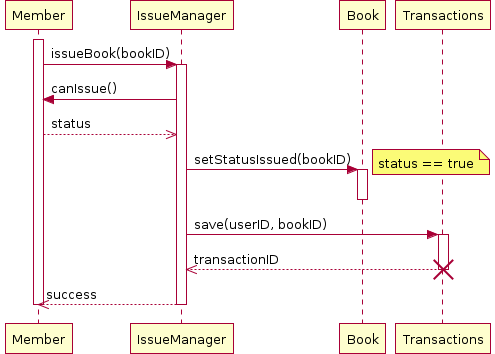 Member
IssueManager
Book
Transactions
issueBook(bookID)
canIssue()
status
setStatusIssued(bookID)
status == true
save(userID, bookID)
transactionID
success
Member
IssueManager
Book
Transactions